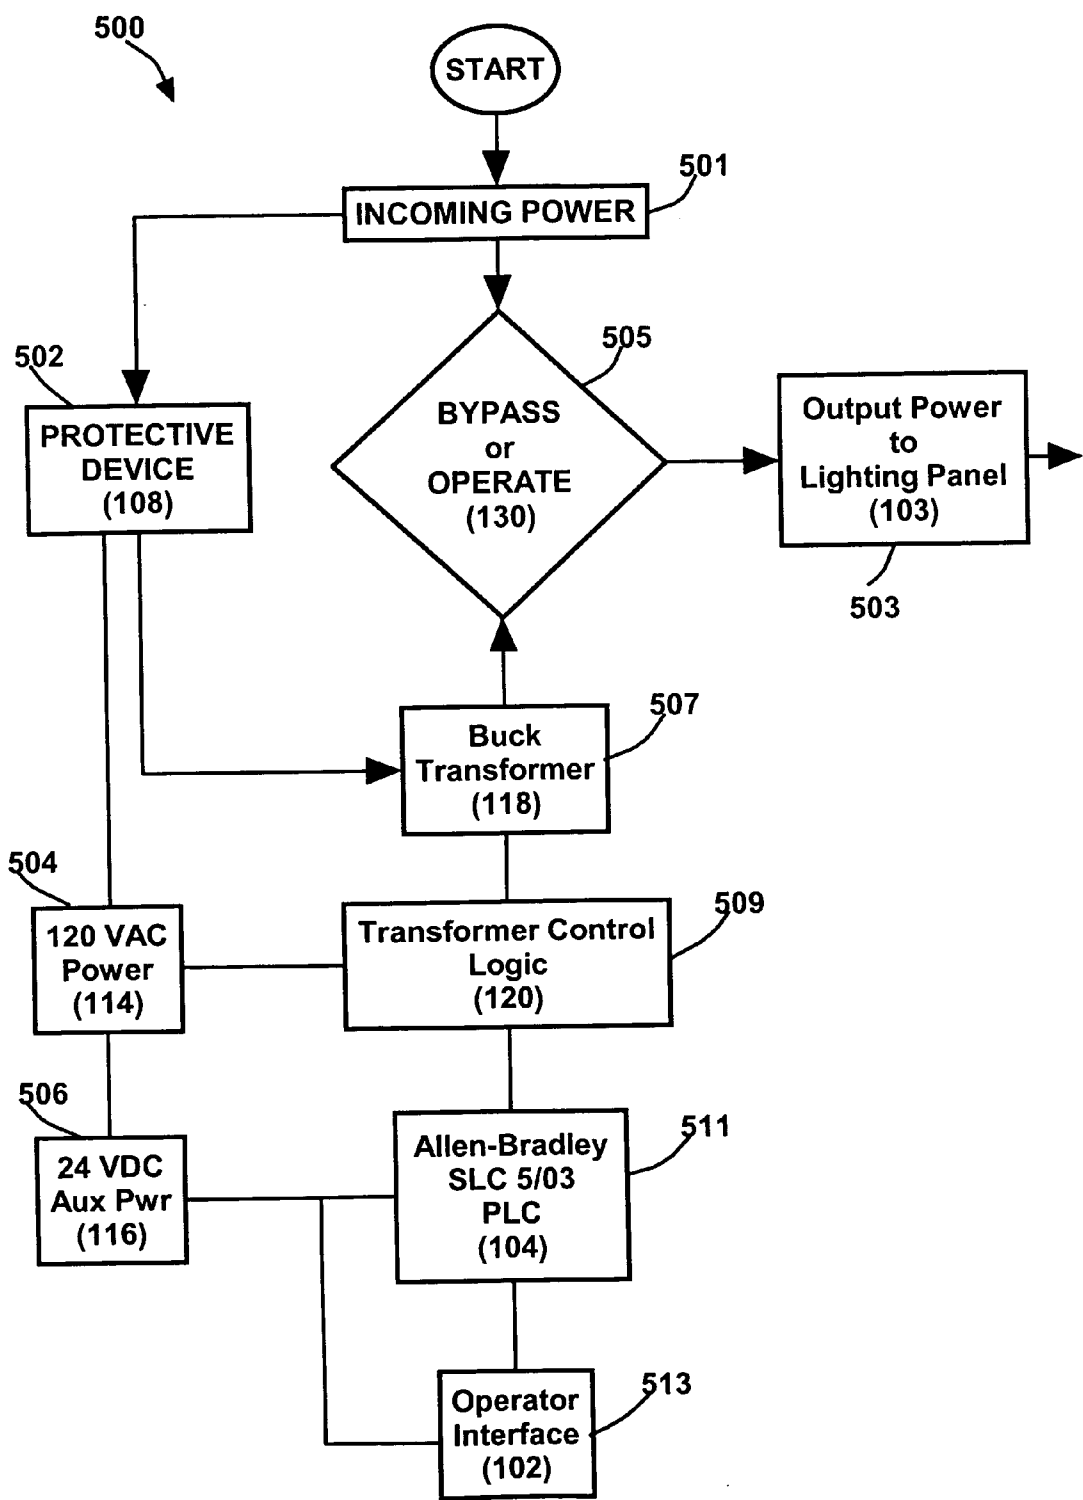 500
START
501
INCOMING POWER
502
PROTECTIVE
DEVICE
(108)
505
BYPASS
or
OPERATE
(130)
Output Power
to
Lighting Panel
(103)
503
507
Buck
Transformer
(118)
504
120 VAC
Power
(114)
509
Transformer Control
Logic
(120)
506
24 VDC
Aux Pwr
(116)
511
Allen-Bradley
SLC 5/03
PLC
(104)
513
Operator
Interface
(102)